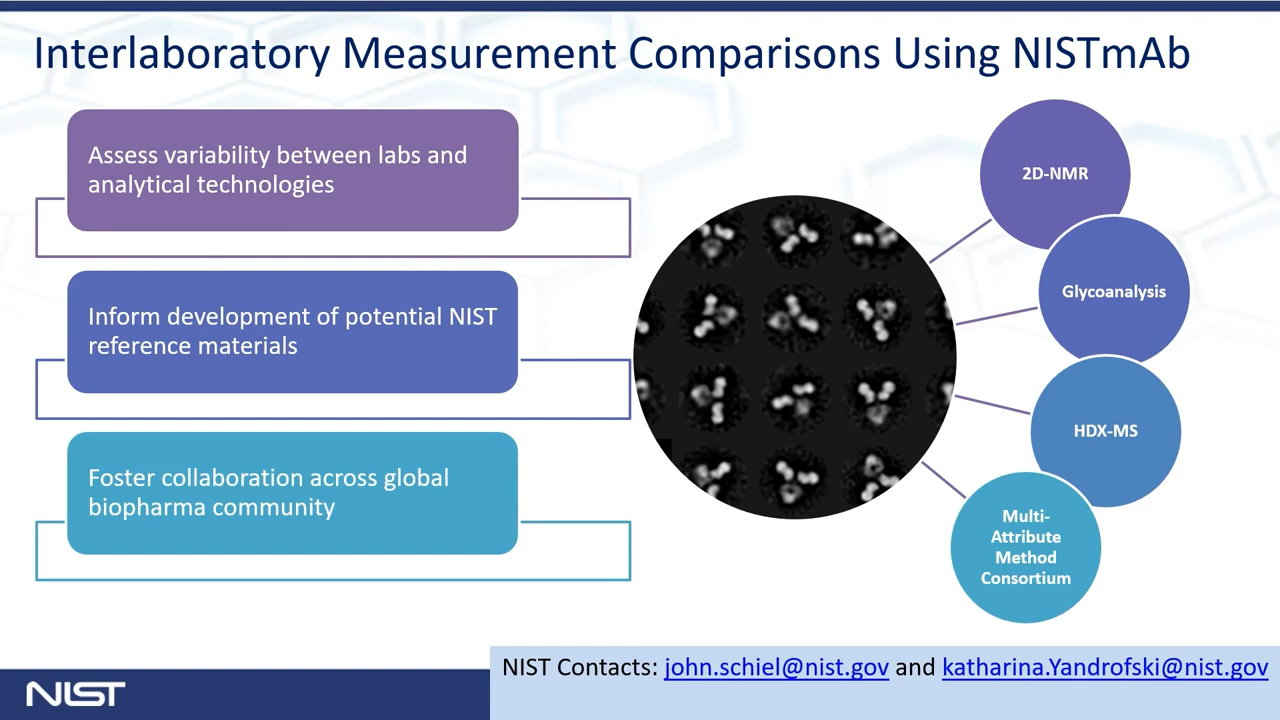 Interlaboratory Measurement Comparisons Using NISTmAb
Assess variability between labs and
analytical technologies
Inform development of potential NIST
reference materials
Foster collaboration across global
biopharma community
2D-NMR
Glycoanalysis
HDX-MS
Multi-
Attribute
Method
Consortium
NIST Contacts: john.schiel@nist.gov and katharina.Yandrofski@nist.gov
NIST